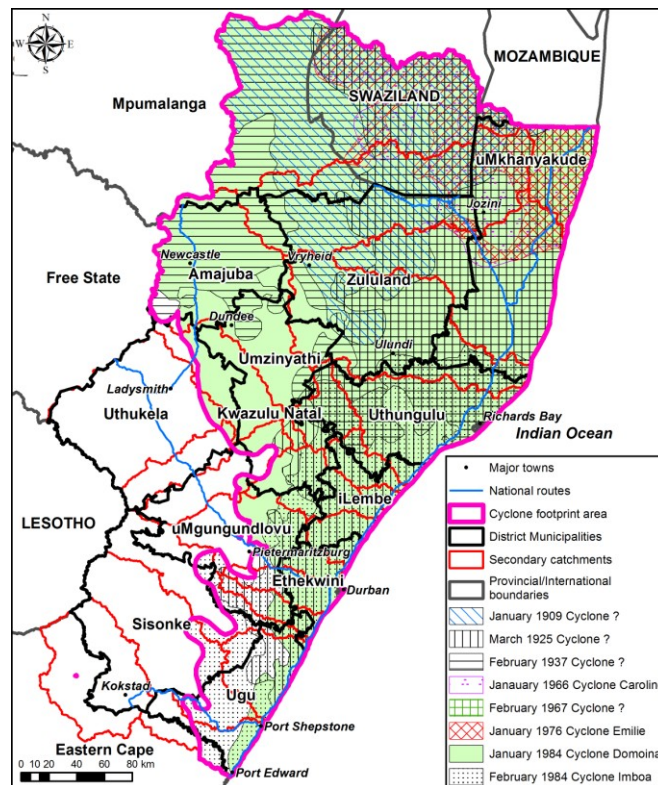 N
W E
S
MOZAMBIQUE
Mpumalanga
SWAZILAND
uMkhanyakude
Jozini
Newcastle
Vryheid
Free State
Amajuba
Zululand
Dundee
Ulundi
Umzinyathi
Ladysmith
Uthukela
Kwazulu Natal
Uthungulu
Richards Bay
Indian Ocean
iLembe
LESOTHO
uMgungundlovu
Pietermaritzburg
Ethekwini
Durban
Sisonke
Kokstad
Ugu
Port Shepstone
Eastern Cape
Port Edward
0 10 20 40 60 80
km
Major towns
National routes
Cyclone footprint area
District Municipalities
Secondary catchments
Provincial/International
boundaries
January 1909 Cyclone ?
March 1925 Cyclone ?
February 1937 Cyclone ?
Janauary 1966 Cyclone Carolin
February 1967 Cyclone ?
January 1976 Cyclone Emilie
January 1984 Cyclone Domoina
February 1984 Cyclone Imboa